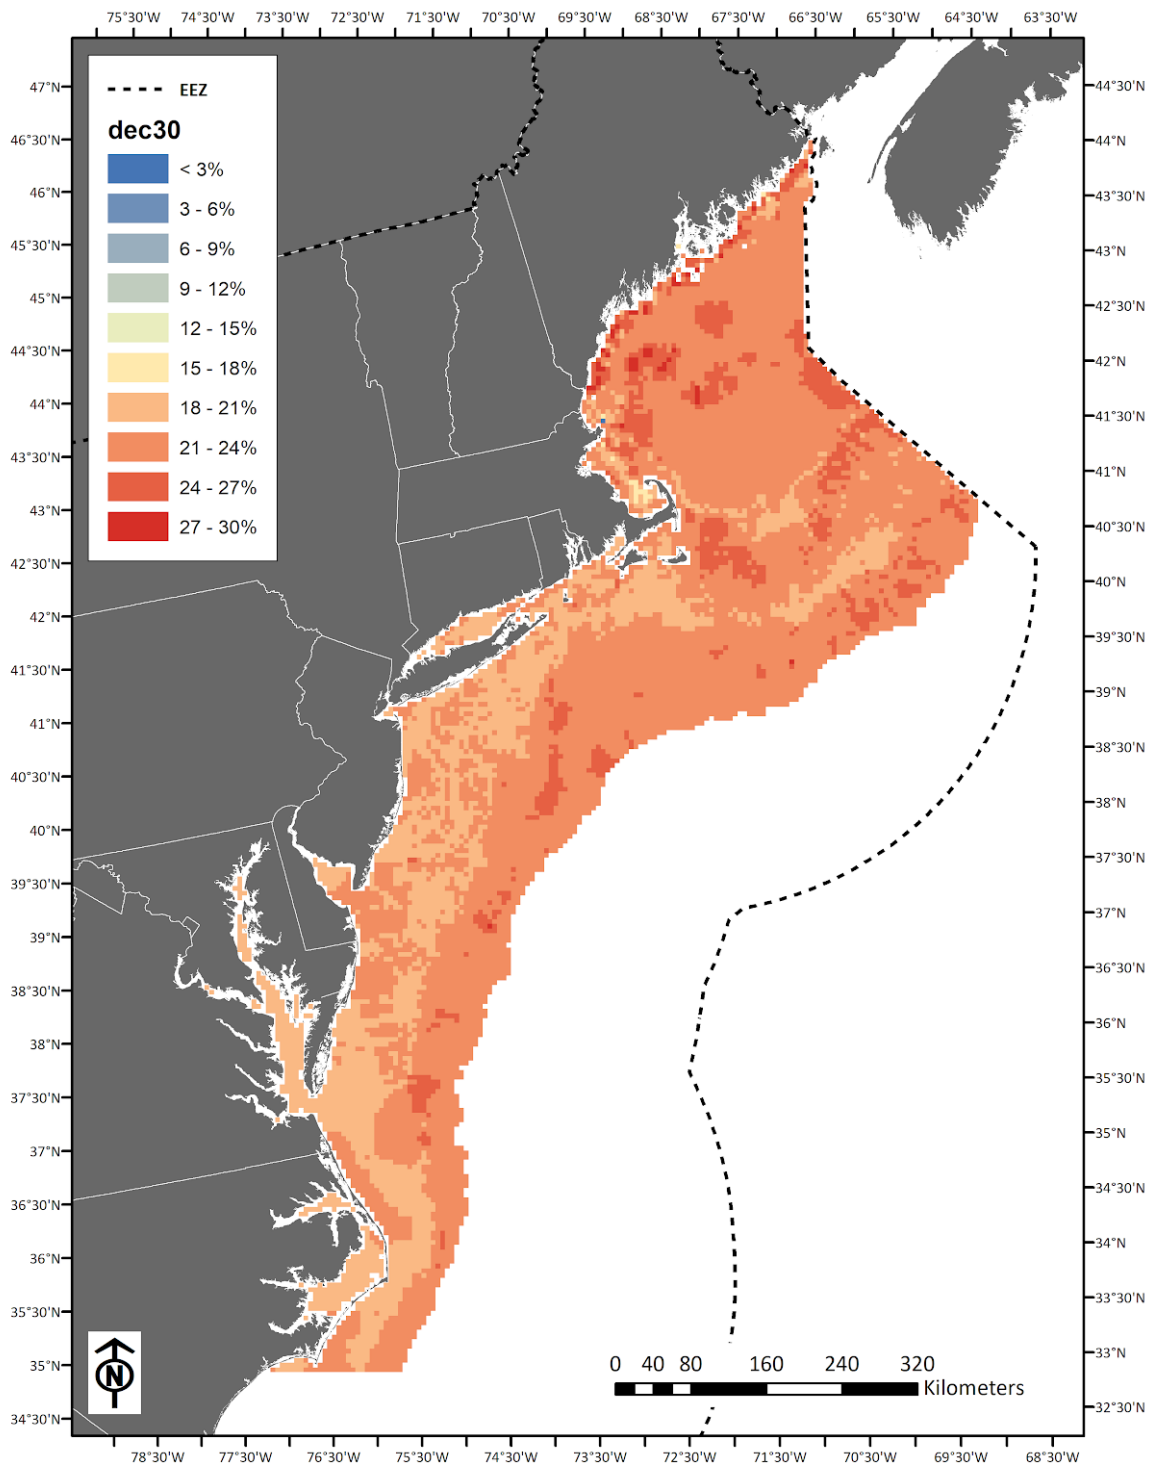 75°30'W 74°30'W 73°30'W 72°30'W 71°30'W 70°30'W 69°30'W 68°30'W 67°30'W 66°30'W 65°30'W 64°30'W 63°30'W
EEZ
dec30
< 3%
3 - 6%
6 - 9%
9 - 12%
12 - 15%
15 - 18%
18 - 21%
21 - 24%
24 - 27%
27 - 30%
47°N
46°30'N
46°N
45°30'N
45°N
44°30'N
44°N
43°30'N
43°N
42°30'N
42°N
41°30'N
41°N
40°30'N
40°N
39°30'N
39°N
38°30'N
38°N
37°30'N
37°N
36°30'N
36°N
35°30'N
35°N
34°30'N
44°30'N
44°N
43°30'N
43°N
42°30'N
42°N
41°30'N
41°N
40°30'N
40°N
39°30'N
39°N
38°30'N
38°N
37°30'N
37°N
36°30'N
36°N
35°30'N
35°N
34°30'N
34°N
33°30'N
33°N
32°30'N
N
0 40 80 160 240 320
Kilometers
78°30'W 77°30'W 76°30'W 75°30'W 74°30'W 73°30'W 72°30'W 71°30'W 70°30'W 69°30'W 68°30'W